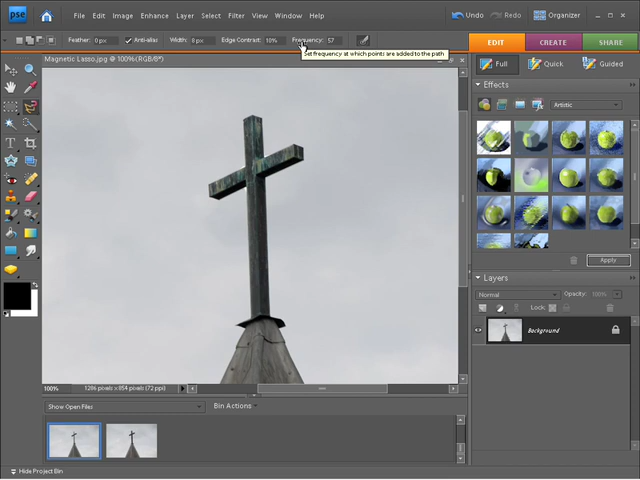 pse File Edit Image Enhance Layer Select Filter View Window Help Undo Redo Organizer
Feather: 0 px Anti-alias Width: 8 px Edge Contrast: 10% Frequency: 57
EDIT CREATE SHARE
Set frequency at which points are added to the path
Magnetic Lasso.jpg @ 100%(RGB/8*)
Full Quick Guided
Effects
Artistic
Apply
Layers
Normal Opacity: 100%
Lock:
Background
100% 1286 pixels x 854 pixels (72 ppi)
Show Open Files Bin Actions
Hide Project Bin